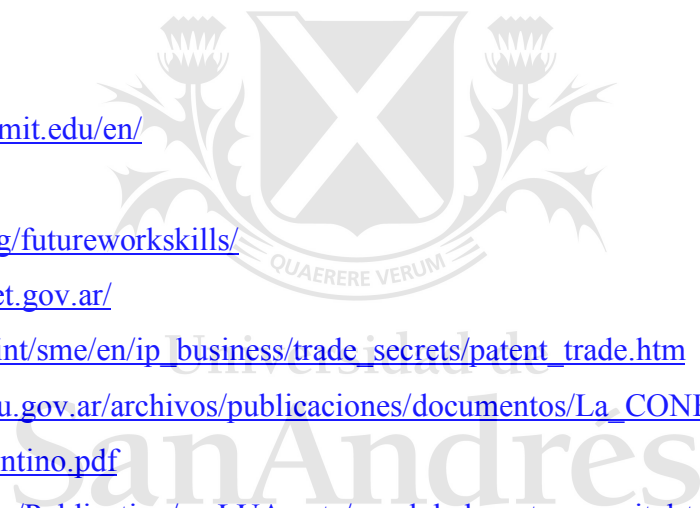 mit.edu/en/
g/futureworkskills/
QUAERERE VERUM
et.gov.ar/
int/sme/en/ip_business/trade_secrets/patent_trade.htm
Universidad de
u.gov.ar/archivos/publicaciones/documentos/La_CONE
ntino.pdf
SanAndrés